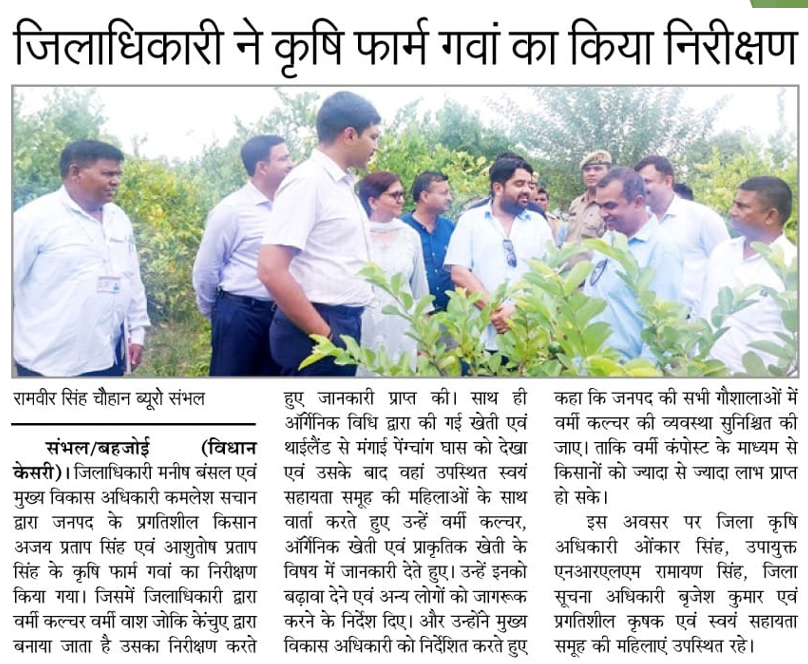 जिलाधिकारी ने कृषि फार्म गवां का किया निरीक्षण
रामवीर सिंह चौहान ब्यूरो संभल
संभल/बहजोई (विधान
केसरी)। जिलाधिकारी मनीष बंसल एवं
मुख्य विकास अधिकारी कमलेश सचान
द्वारा जनपद के प्रगतिशील किसान
अजय प्रताप सिंह एवं आशुतोष प्रताप
सिंह के कृषि फार्म गवां का निरीक्षण
किया गया। जिसमें जिलाधिकारी द्वारा
वर्मी कल्चर वर्मी वाश जोकि केंचुए द्वारा
बनाया जाता है उसका निरीक्षण करते
हुए जानकारी प्राप्त की। साथ ही
ऑर्गेनिक विधि द्वारा की गई खेती एवं
थाईलैंड से मंगाई पेंग्चांग घास को देखा
एवं उसके बाद वहां उपस्थित स्वयं
सहायता समूह की महिलाओं के साथ
वार्ता करते हुए उन्हें वर्मी कल्चर,
ऑर्गेनिक खेती एवं प्राकृतिक खेती के
विषय में जानकारी देते हुए। उन्हें इनको
बढ़ावा देने एवं अन्य लोगों को जागरूक
करने के निर्देश दिए। और उन्होंने मुख्य
विकास अधिकारी को निर्देशित करते हुए
कहा कि जनपद की सभी गौशालाओं में
वर्मी कल्चर की व्यवस्था सुनिश्चित की
जाए। ताकि वर्मी कंपोस्ट के माध्यम से
किसानों को ज्यादा से ज्यादा लाभ प्राप्त
हो सके।
इस अवसर पर जिला कृषि
अधिकारी ओंकार सिंह, उपायुक्त
एनआरएलएम रामायण सिंह, जिला
सूचना अधिकारी बृजेश कुमार एवं
प्रगतिशील कृषक एवं स्वयं सहायता
समूह की महिलाएं उपस्थित रहे।